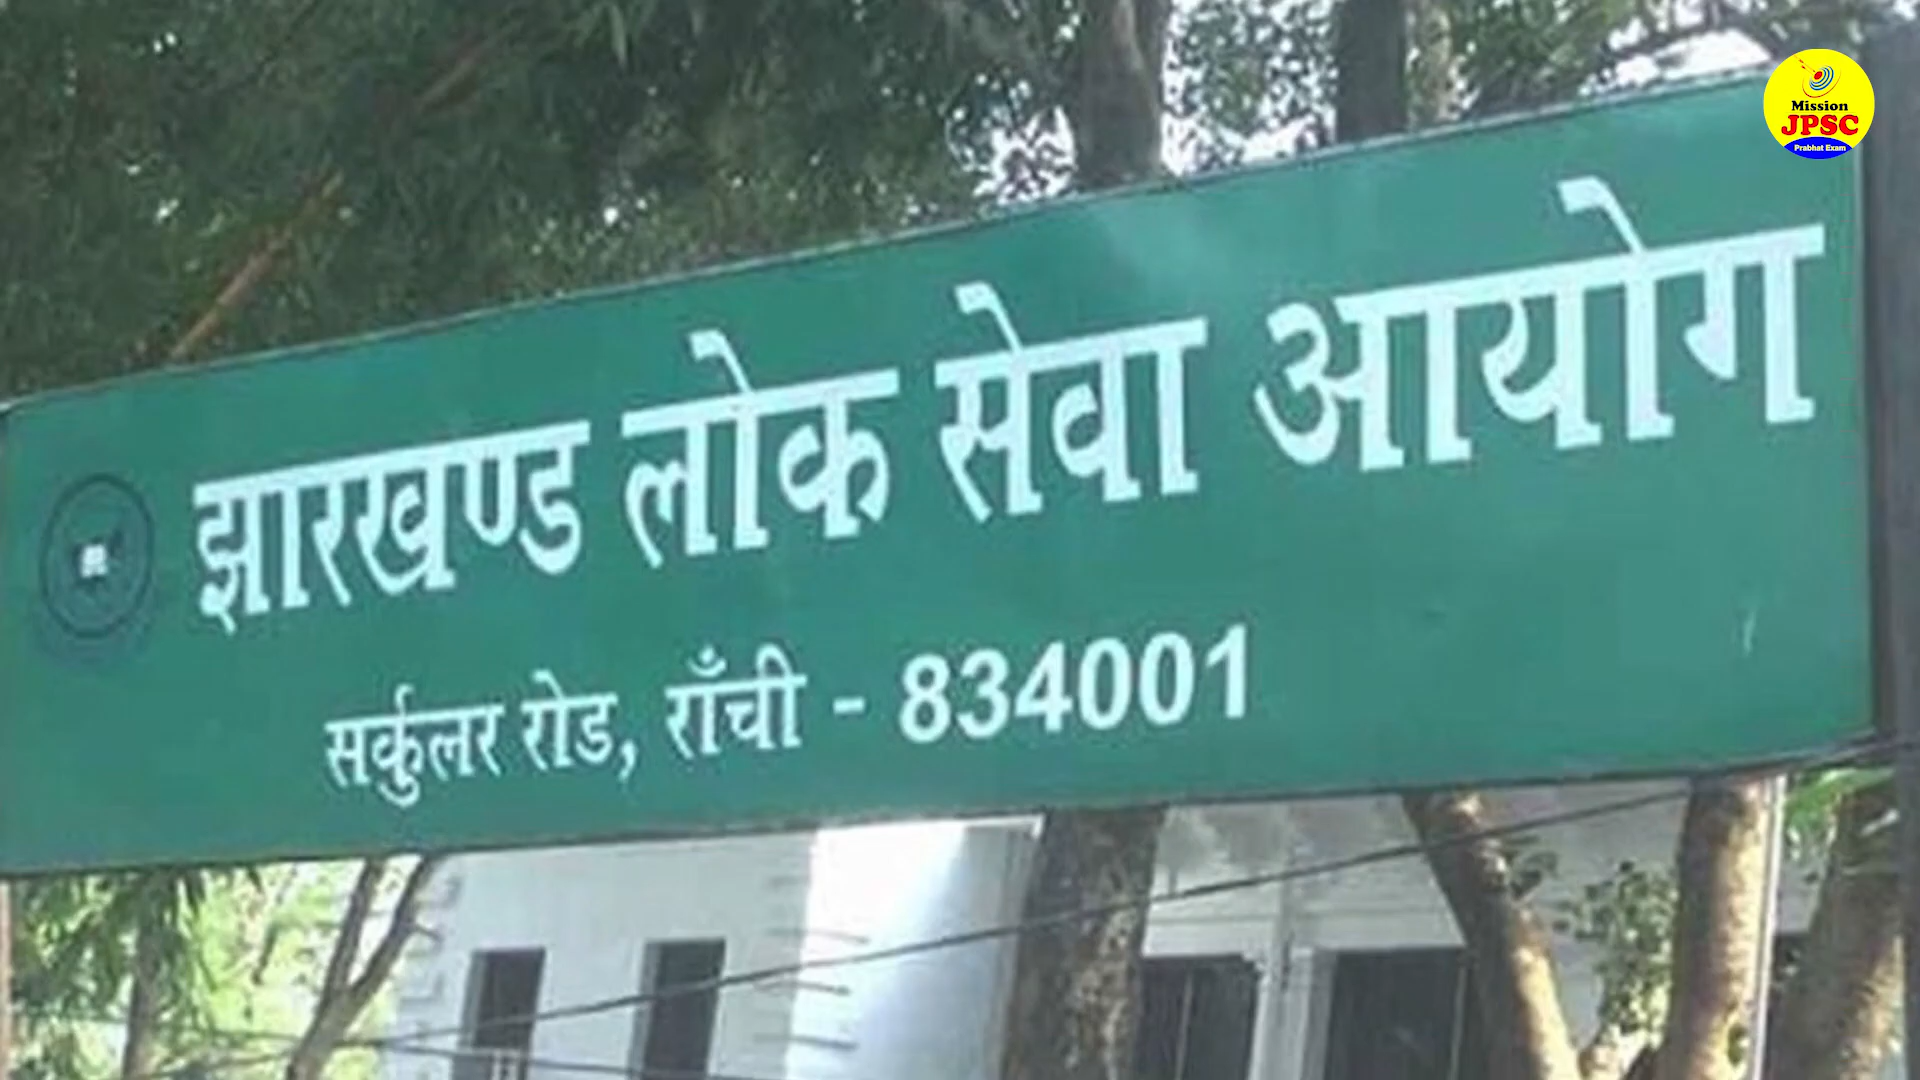 Mission
JPSC
Prabhat Exam
झारखण्ड लोक सेवा आयोग
सर्कुलर रोड, राँची - 834001